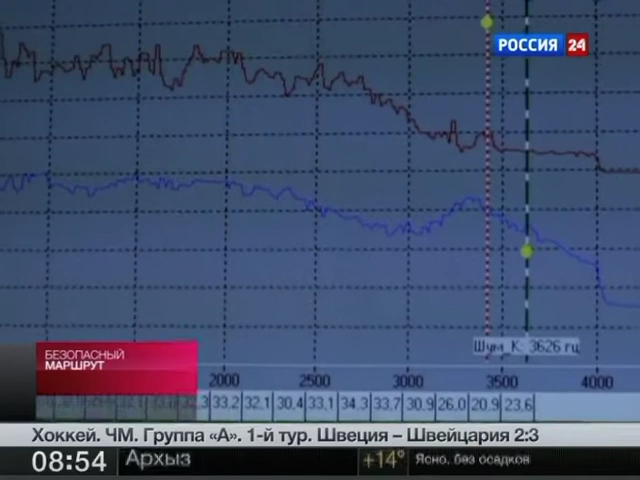 РОССИЯ 24
Шум_К: 3626 гц
БЕЗОПАСНЫЙ
МАРШРУТ
2000 2500 3000 3500 4000
33,2 32,1 30,4 33,1 34,3 33,7 30,9 26,0 20,9 23,6
Хоккей. ЧМ. Группа «А». 1-й тур. Швеция – Швейцария 2:3
08:54 Архыз +14° Ясно, без осадков